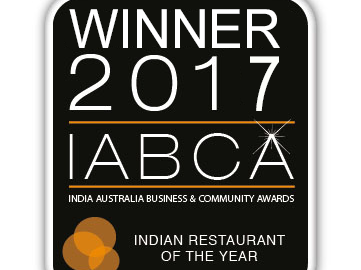 WINNER
2017
IABCA
INDIA AUSTRALIA BUSINESS & COMMUNITY AWARDS
INDIAN RESTAURANT
OF THE YEAR